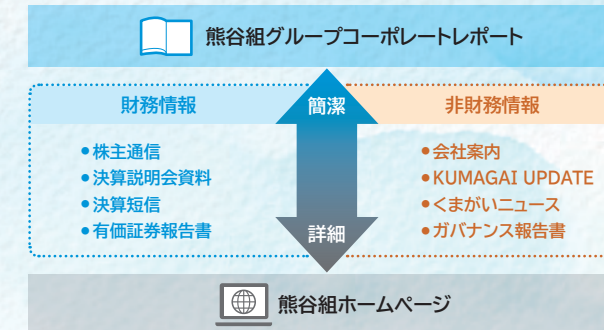 熊谷組グループコーポレートレポート
財務情報
簡潔
非財務情報
●株主通信
●決算説明会資料
●決算短信
●有価証券報告書
●会社案内
●KUMAGAI UPDATE
●くまがいニュース
●ガバナンス報告書
詳細
熊谷組ホームページ